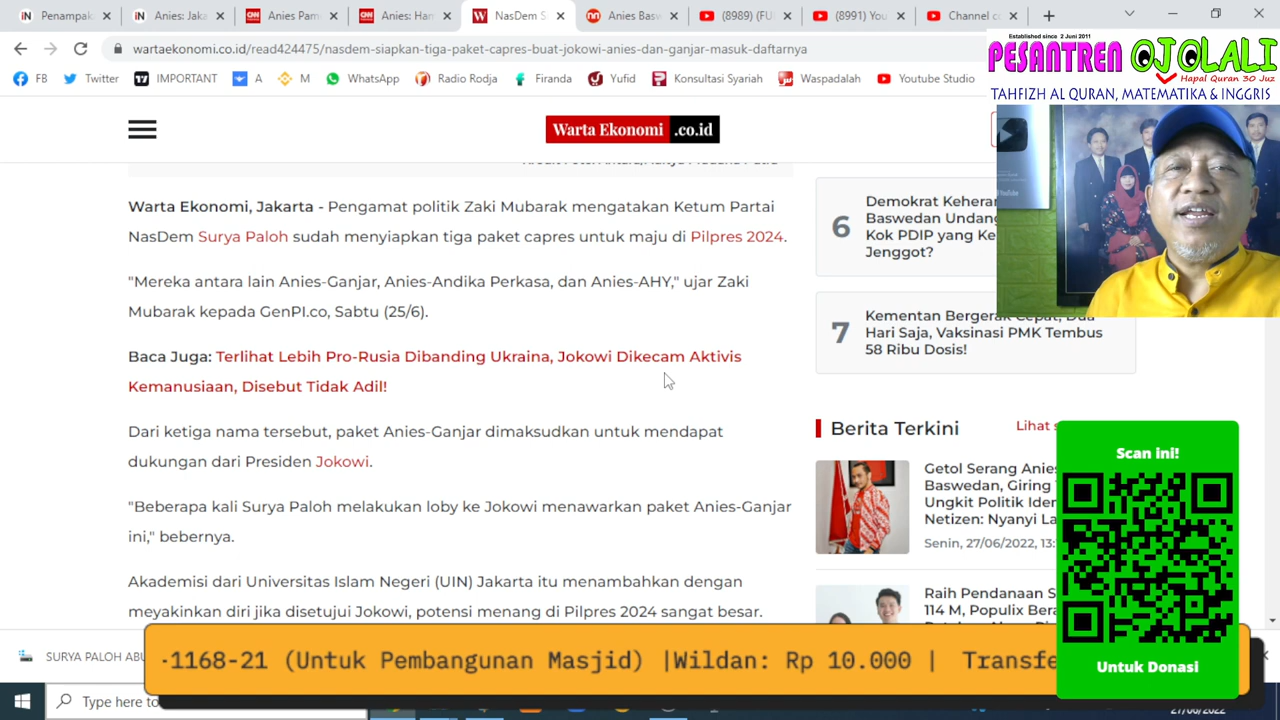 iN Penampak
iN Anies: Jaka
Anies Pam
Anies: Han
W NasDem S
Anies Basw
(8989) (FU
(8991) You
Channel c
wartaekonomi.co.id/read424475/nasdem-siapkan-tiga-paket-capres-buat-jokowi-anies-dan-ganjar-masuk-daftarnya
FB
Twitter
IMPORTANT
A
M
WhatsApp
Radio Rodja
Firanda
Yufid
Konsultasi Syariah
Waspadalah
Youtube Studio
Established since 2 Juni 2011
PESANTREN OJOLALI
Hapal Quran 30 Juz
TAHFIZH AL QURAN, MATEMATIKA & INGGRIS
Warta Ekonomi .co.id
Warta Ekonomi, Jakarta - Pengamat politik Zaki Mubarak mengatakan Ketum Partai
NasDem Surya Paloh sudah menyiapkan tiga paket capres untuk maju di Pilpres 2024.
"Mereka antara lain Anies-Ganjar, Anies-Andika Perkasa, dan Anies-AHY," ujar Zaki
Mubarak kepada GenPI.co, Sabtu (25/6).
Baca Juga: Terlihat Lebih Pro-Rusia Dibanding Ukraina, Jokowi Dikecam Aktivis
Kemanusiaan, Disebut Tidak Adil!
Dari ketiga nama tersebut, paket Anies-Ganjar dimaksudkan untuk mendapat
dukungan dari Presiden Jokowi.
"Beberapa kali Surya Paloh melakukan loby ke Jokowi menawarkan paket Anies-Ganjar
ini," bebernya.
Akademisi dari Universitas Islam Negeri (UIN) Jakarta itu menambahkan dengan
meyakinkan diri jika disetujui Jokowi, potensi menang di Pilpres 2024 sangat besar.
6
Demokrat Keheran
Baswedan Undang
Kok PDIP yang Ke
Jenggot?
7
Kementan Bergerak Cepat, Dua
Hari Saja, Vaksinasi PMK Tembus
58 Ribu Dosis!
Berita Terkini
Lihat s
Getol Serang Anies
Baswedan, Giring
Ungkit Politik Iden
Netizen: Nyanyi La
Senin, 27/06/2022, 13:
Raih Pendanaan S
114 M, Populix Bera
Scan ini!
Untuk Donasi
SURYA PALOH ABU
-1168-21 (Untuk Pembangunan Masjid) |Wildan: Rp 10.000 | Transfe
Type here to
27/06/2022